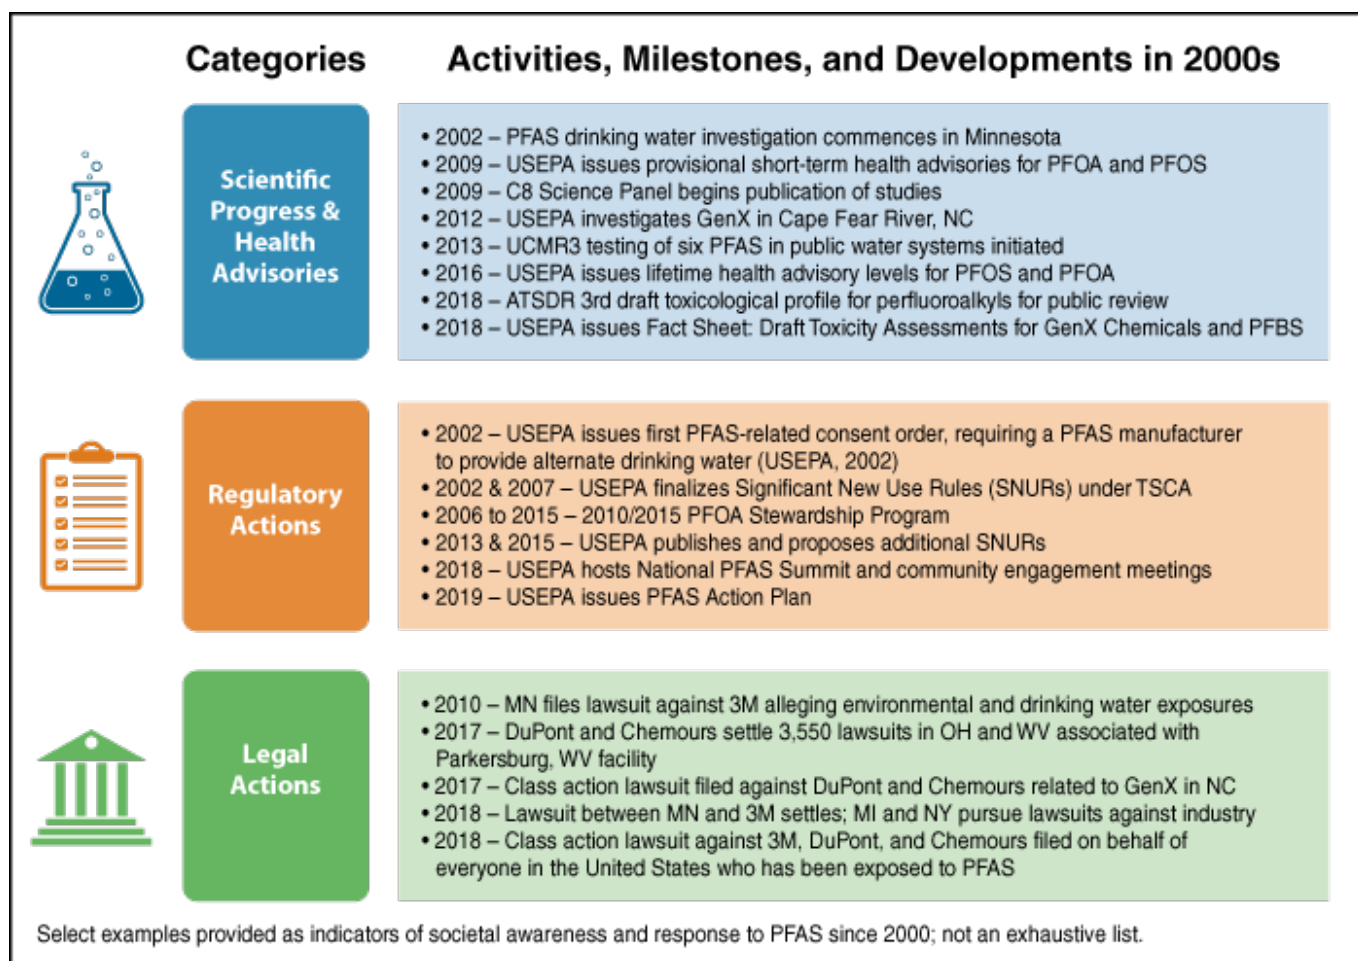 Categories
Activities, Milestones, and Developments in 2000s
Scientific
Progress &
Health
Advisories
• 2002 – PFAS drinking water investigation commences in Minnesota
• 2009 – USEPA issues provisional short-term health advisories for PFOA and PFOS
• 2009 – C8 Science Panel begins publication of studies
• 2012 – USEPA investigates GenX in Cape Fear River, NC
• 2013 – UCMR3 testing of six PFAS in public water systems initiated
• 2016 – USEPA issues lifetime health advisory levels for PFOS and PFOA
• 2018 – ATSDR 3rd draft toxicological profile for perfluoroalkyls for public review
• 2018 – USEPA issues Fact Sheet: Draft Toxicity Assessments for GenX Chemicals and PFBS
Regulatory
Actions
• 2002 – USEPA issues first PFAS-related consent order, requiring a PFAS manufacturer
to provide alternate drinking water (USEPA, 2002)
• 2002 & 2007 – USEPA finalizes Significant New Use Rules (SNURs) under TSCA
• 2006 to 2015 – 2010/2015 PFOA Stewardship Program
• 2013 & 2015 – USEPA publishes and proposes additional SNURs
• 2018 – USEPA hosts National PFAS Summit and community engagement meetings
• 2019 – USEPA issues PFAS Action Plan
Legal
Actions
• 2010 – MN files lawsuit against 3M alleging environmental and drinking water exposures
• 2017 – DuPont and Chemours settle 3,550 lawsuits in OH and WV associated with
Parkersburg, WV facility
• 2017 – Class action lawsuit filed against DuPont and Chemours related to GenX in NC
• 2018 – Lawsuit between MN and 3M settles; MI and NY pursue lawsuits against industry
• 2018 – Class action lawsuit against 3M, DuPont, and Chemours filed on behalf of
everyone in the United States who has been exposed to PFAS
Select examples provided as indicators of societal awareness and response to PFAS since 2000; not an exhaustive list.